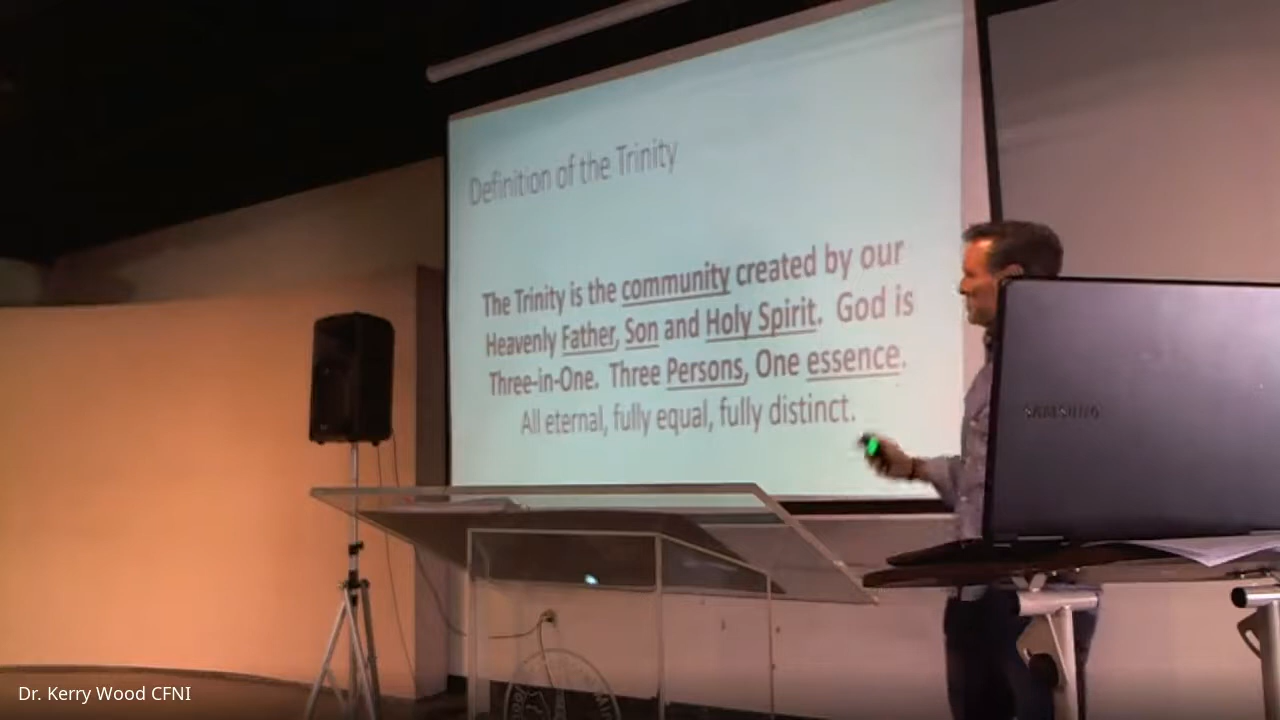 Definition of the Trinity
The Trinity is the community created by our
Heavenly Father, Son and Holy Spirit. God is
Three-in-One. Three Persons, One essence.
All eternal, fully equal, fully distinct.
SAMSUNG
Dr. Kerry Wood CFNI